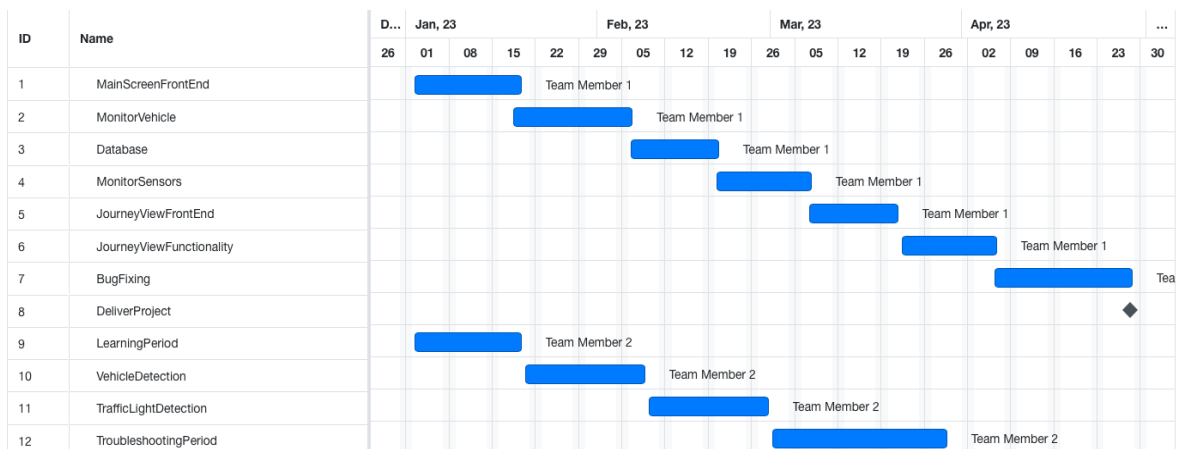 ID Name D... Jan, 23 Feb, 23 Mar, 23 Apr, 23 ...
26 01 08 15 22 29 05 12 19 26 05 12 19 26 02 09 16 23 30
1 MainScreenFrontEnd Team Member 1
2 MonitorVehicle Team Member 1
3 Database Team Member 1
4 MonitorSensors Team Member 1
5 JourneyViewFrontEnd Team Member 1
6 JourneyViewFunctionality Team Member 1
7 BugFixing Tea
8 DeliverProject
9 LearningPeriod Team Member 2
10 VehicleDetection Team Member 2
11 TrafficLightDetection Team Member 2
12 TroubleshootingPeriod Team Member 2